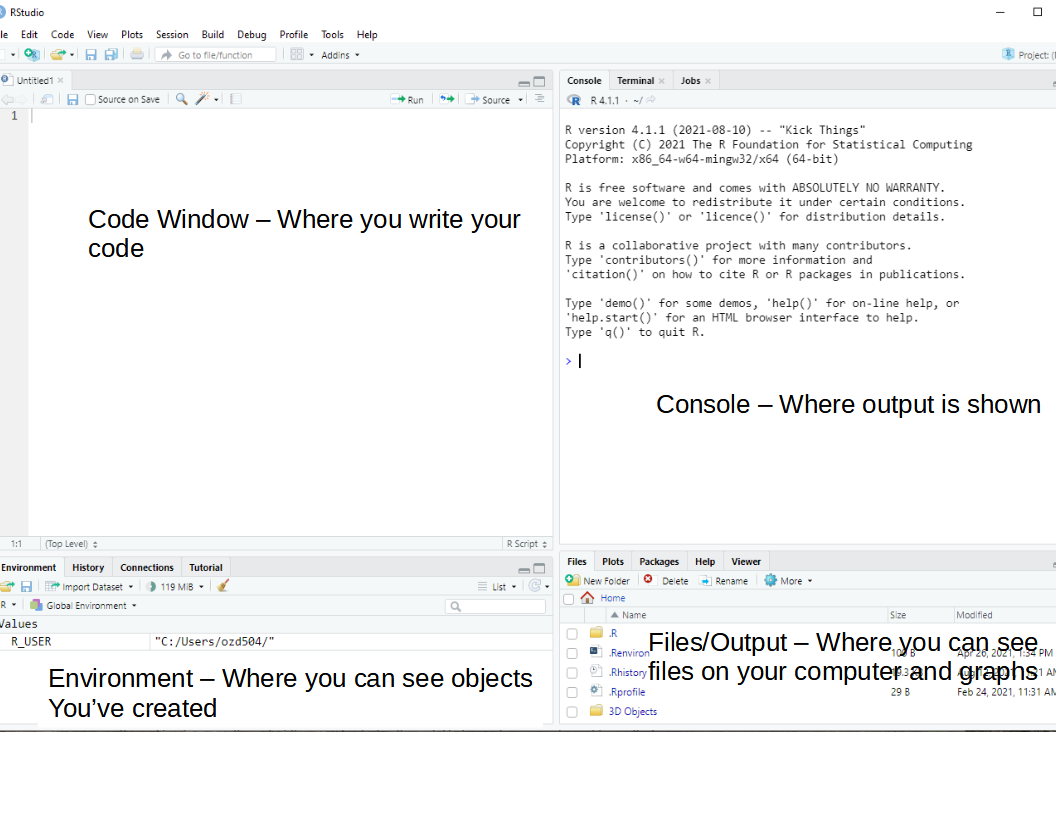 RStudio
le Edit Code View Plots Session Build Debug Profile Tools Help
Go to file/function Addins Project: (
Untitled1
Source on Save Run Source
1
Code Window – Where you write your
code
1:1 (Top Level) R Script
Console Terminal Jobs
R 4.1.1 · ~/
R version 4.1.1 (2021-08-10) -- "Kick Things"
Copyright (C) 2021 The R Foundation for Statistical Computing
Platform: x86_64-w64-mingw32/x64 (64-bit)
R is free software and comes with ABSOLUTELY NO WARRANTY.
You are welcome to redistribute it under certain conditions.
Type 'license()' or 'licence()' for distribution details.
R is a collaborative project with many contributors.
Type 'contributors()' for more information and
'citation()' on how to cite R or R packages in publications.
Type 'demo()' for some demos, 'help()' for on-line help, or
'help.start()' for an HTML browser interface to help.
Type 'q()' to quit R.
>
Console – Where output is shown
Environment History Connections Tutorial
Import Dataset 119 MiB List
R Global Environment
Values
R_USER "C:/Users/ozd504/"
Environment – Where you can see objects
You've created
Files Plots Packages Help Viewer
New Folder Delete Rename More
Home
Name Size Modified
.R
Files/Output – Where you can see
.Renviron B Apr 26, 2021, 1:34 PM
files on your computer and graphs
.Rhistory
.Rprofile 29 B Feb 24, 2021, 11:31 AM
3D Objects